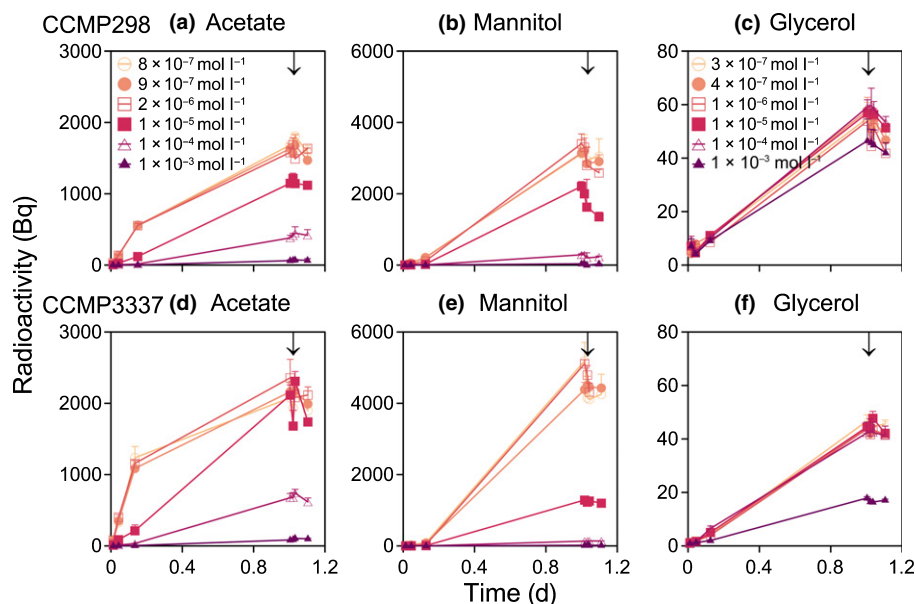 CCMP298 (a) Acetate (b) Mannitol (c) Glycerol
3000
2000
1000
0
8 × 10⁻⁷ mol l⁻¹
9 × 10⁻⁷ mol l⁻¹
2 × 10⁻⁶ mol l⁻¹
1 × 10⁻⁵ mol l⁻¹
1 × 10⁻⁴ mol l⁻¹
1 × 10⁻³ mol l⁻¹
6000
4000
2000
0
80
60
40
20
0
3 × 10⁻⁷ mol l⁻¹
4 × 10⁻⁷ mol l⁻¹
1 × 10⁻⁶ mol l⁻¹
1 × 10⁻⁵ mol l⁻¹
1 × 10⁻⁴ mol l⁻¹
1 × 10⁻³ mol l⁻¹
Radioactivity (Bq)
CCMP3337 (d) Acetate (e) Mannitol (f) Glycerol
3000
2000
1000
0
6000
4000
2000
0
80
60
40
20
0
0 0.4 0.8 1.2 0 0.4 0.8 1.2 0 0.4 0.8 1.2
Time (d)